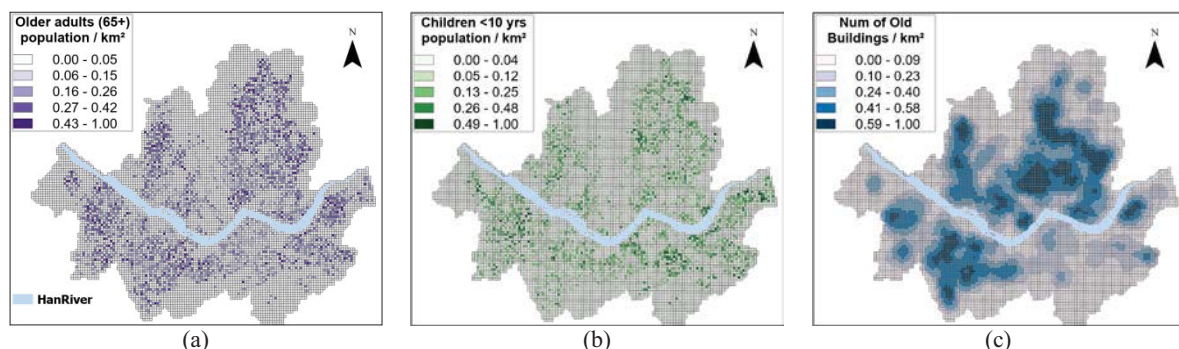 Older adults (65+)
population / km²
0.00 - 0.05
0.06 - 0.15
0.16 - 0.26
0.27 - 0.42
0.43 - 1.00
HanRiver
N
(a)
Children <10 yrs
population / km²
0.00 - 0.04
0.05 - 0.12
0.13 - 0.25
0.26 - 0.48
0.49 - 1.00
N
(b)
Num of Old
Buildings / km²
0.00 - 0.09
0.10 - 0.23
0.24 - 0.40
0.41 - 0.58
0.59 - 1.00
N
(c)